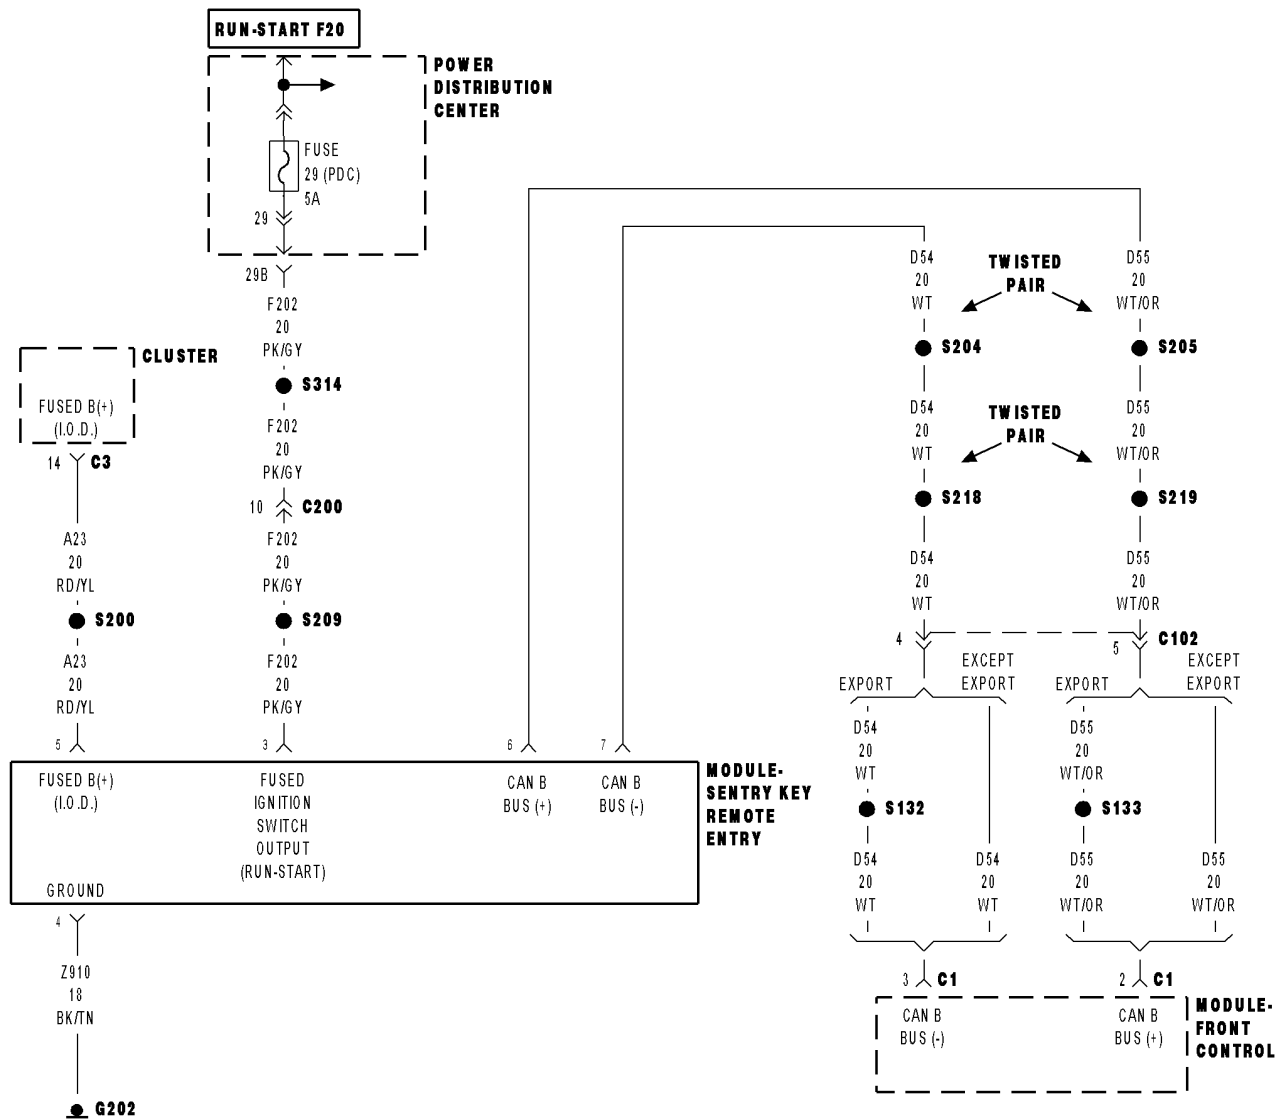 RUN-START F20
POWER
DISTRIBUTION
CENTER
FUSE
29 (PDC)
5A
29
29B
F202
20
PK/GY
S314
F202
20
PK/GY
10
C200
F202
20
PK/GY
S209
F202
20
PK/GY
3
CLUSTER
FUSED B(+)
(I.O.D.)
14
C3
A23
20
RD/YL
S200
A23
20
RD/YL
5
6
7
FUSED B(+)
(I.O.D.)
FUSED
IGNITION
SWITCH
OUTPUT
(RUN-START)
CAN B
BUS (+)
CAN B
BUS (-)
MODULE-
SENTRY KEY
REMOTE
ENTRY
GROUND
4
Z910
18
BK/TN
G202
D54
20
WT
TWISTED
PAIR
D55
20
WT/OR
S204
S205
D54
20
WT
TWISTED
PAIR
D55
20
WT/OR
S218
S219
D54
20
WT
D55
20
WT/OR
4
5
C102
EXPORT
EXCEPT
EXPORT
EXPORT
EXCEPT
EXPORT
D54
20
WT
D55
20
WT/OR
S132
S133
D54
20
WT
D54
20
WT
D55
20
WT/OR
D55
20
WT/OR
3
C1
2
C1
CAN B
BUS (-)
CAN B
BUS (+)
MODULE-
FRONT
CONTROL